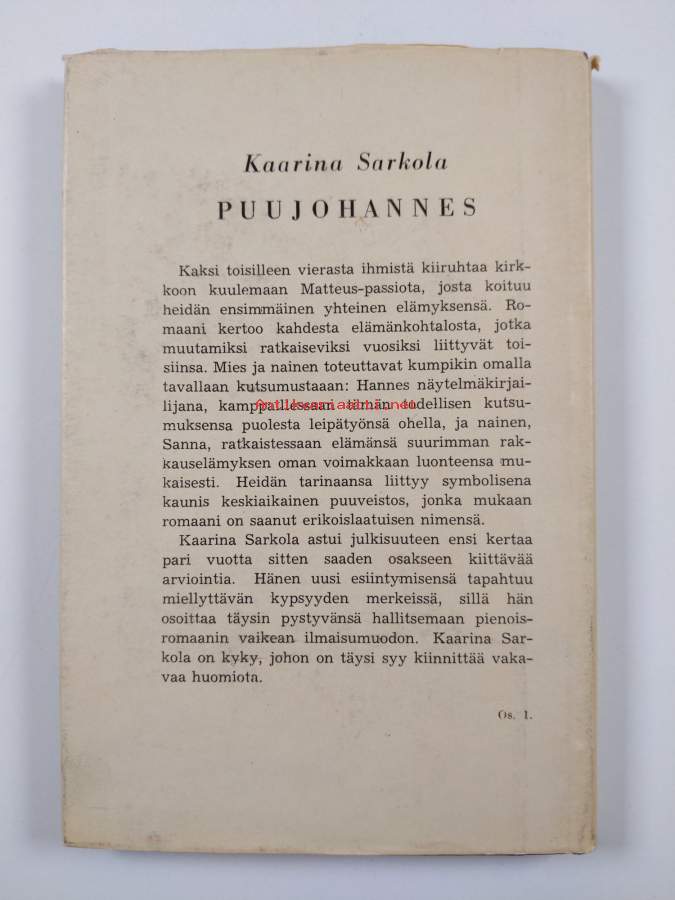 Kaarina Sarkola
PUUJOHANNES
Kaksi toisilleen vierasta ihmistä kiiruhtaa kirk-
koon kuulemaan Matteus-passiota, josta koituu
heidän ensimmäinen yhteinen elämyksensä. Ro-
maani kertoo kahdesta elämänkohtalosta, jotka
muutamiksi ratkaiseviksi vuosiksi liittyvät toi-
siinsa. Mies ja nainen toteuttavat kumpikin omalla
tavallaan kutsumustaaan: Hannes näytelmäkirjai-
lijana, kamppaillessaan tämän todellisen kutsu-
Antikvariaatti.net
muksensa puolesta leipätyönsä ohella, ja nainen,
Sanna, ratkaistessaan elämänsä suurimman rak-
kauselämyksen oman voimakkaan luonteensa mu-
kaisesti. Heidän tarinaansa liittyy symbolisena
kaunis keskiaikainen puuveistos, jonka mukaan
romaani on saanut erikoislaatuisen nimensä.
Kaarina Sarkola astui julkisuuteen ensi kertaa
pari vuotta sitten saaden osakseen kiittävää
arviointia. Hänen uusi esiintymisensä tapahtuu
miellyttävän kypsyyden merkeissä, sillä hän
osoittaa täysin pystyvänsä hallitsemaan pienois-
romaanin vaikean ilmaisumuodon. Kaarina Sar-
kola on kyky, johon on täysi syy kiinnittää vaka-
vaa huomiota.
Os. 1.